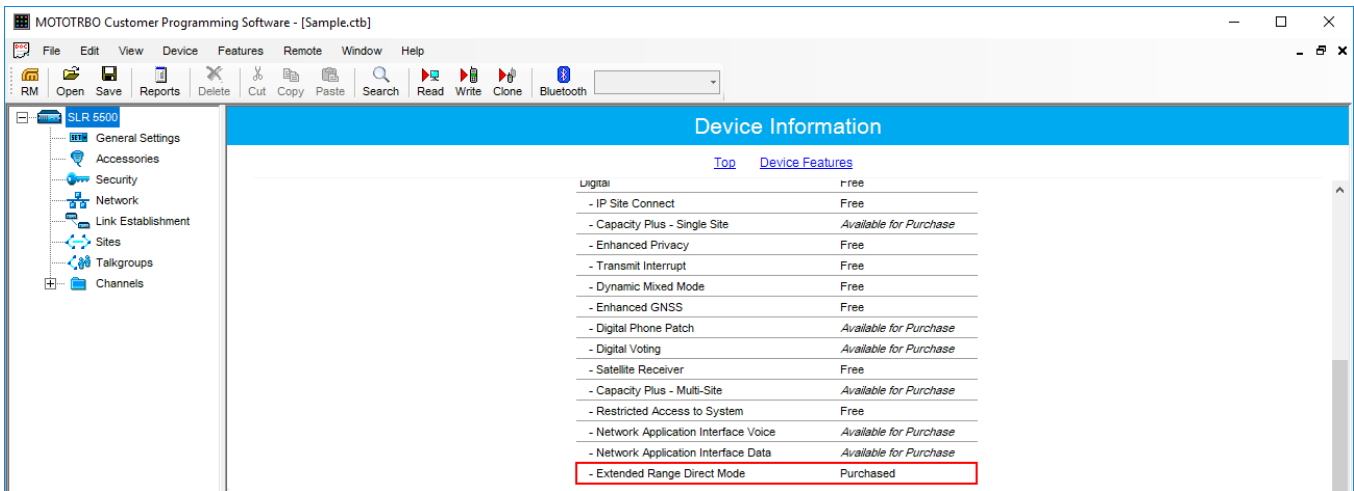 MOTOTRBO Customer Programming Software - [Sample.ctb]
File Edit View Device Features Remote Window Help
RM Open Save Reports Delete Cut Copy Paste Search Read Write Clone Bluetooth
SLR 5500
General Settings
Accessories
Security
Network
Link Establishment
Sites
Talkgroups
Channels
Device Information
Top Device Features
Digital Free
- IP Site Connect Free
- Capacity Plus - Single Site Available for Purchase
- Enhanced Privacy Free
- Transmit Interrupt Free
- Dynamic Mixed Mode Free
- Enhanced GNSS Free
- Digital Phone Patch Available for Purchase
- Digital Voting Available for Purchase
- Satellite Receiver Free
- Capacity Plus - Multi-Site Available for Purchase
- Restricted Access to System Free
- Network Application Interface Voice Available for Purchase
- Network Application Interface Data Available for Purchase
- Extended Range Direct Mode Purchased